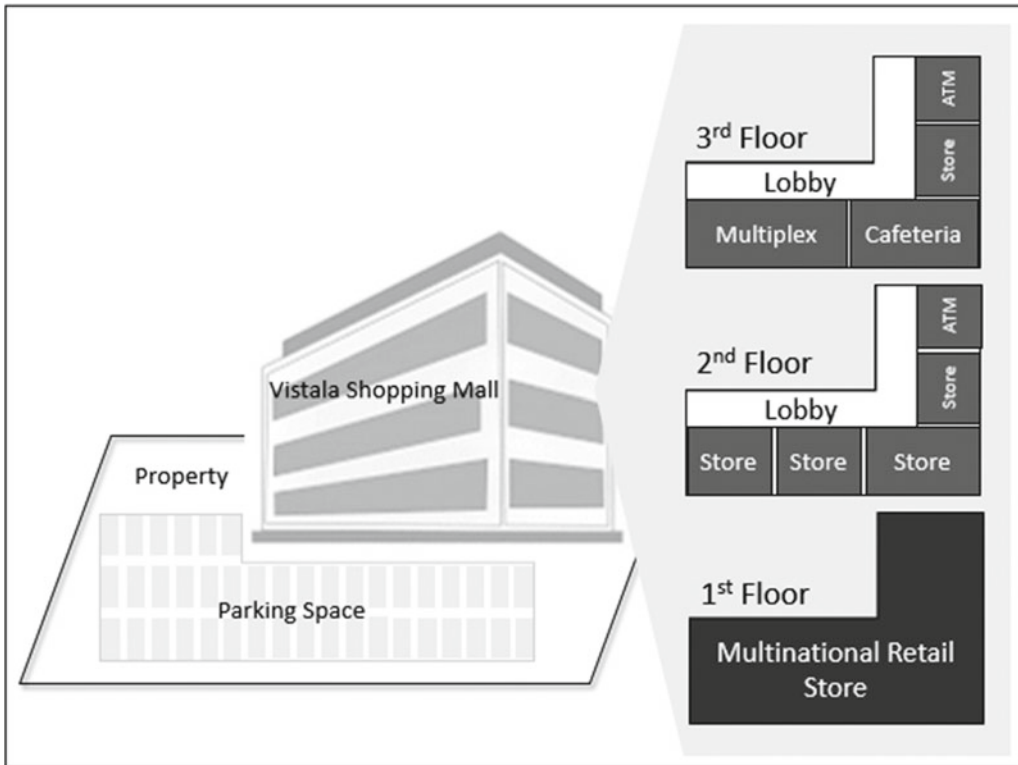 Vistala Shopping Mall
Property
Parking Space
3rd Floor
Lobby
ATM
Store
Multiplex
Cafeteria
2nd Floor
Lobby
ATM
Store
Store
Store
Store
1st Floor
Multinational Retail
Store